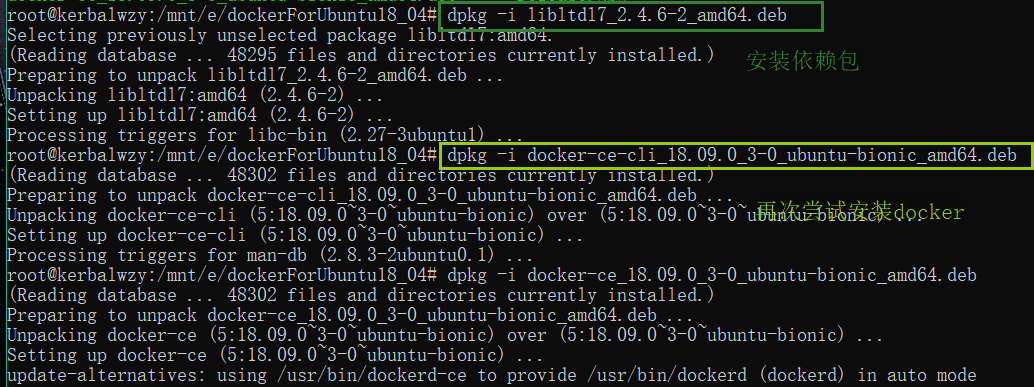 root@kerbalwzy:/mnt/e/dockerForUbuntu18_04# dpkg -i libltdl7_2.4.6-2_amd64.deb
Selecting previously unselected package libltdl7:amd64.
(Reading database ... 48295 files and directories currently installed.)
安装依赖包
Preparing to unpack libltdl7_2.4.6-2_amd64.deb ...
Unpacking libltdl7:amd64 (2.4.6-2) ...
Setting up libltdl7:amd64 (2.4.6-2) ...
Processing triggers for libc-bin (2.27-3ubuntu1) ...
root@kerbalwzy:/mnt/e/dockerForUbuntu18_04# dpkg -i docker-ce-cli_18.09.0_3-0_ubuntu-bionic_amd64.deb
(Reading database ... 48302 files and directories currently installed.)
Preparing to unpack docker-ce-cli_18.09.0_3-0_ubuntu-bionic_amd64.deb ...
Unpacking docker-ce-cli (5:18.09.0~3-0~ubuntu-bionic) over (5:18.09.0~3-0~ubuntu-bionic) ...
再次尝试安装docker
Setting up docker-ce-cli (5:18.09.0~3-0~ubuntu-bionic) ...
Processing triggers for man-db (2.8.3-2ubuntu0.1) ...
root@kerbalwzy:/mnt/e/dockerForUbuntu18_04# dpkg -i docker-ce_18.09.0_3-0_ubuntu-bionic_amd64.deb
(Reading database ... 48302 files and directories currently installed.)
Preparing to unpack docker-ce_18.09.0_3-0_ubuntu-bionic_amd64.deb ...
Unpacking docker-ce (5:18.09.0~3-0~ubuntu-bionic) over (5:18.09.0~3-0~ubuntu-bionic) ...
Setting up docker-ce (5:18.09.0~3-0~ubuntu-bionic) ...
update-alternatives: using /usr/bin/dockerd-ce to provide /usr/bin/dockerd (dockerd) in auto mode